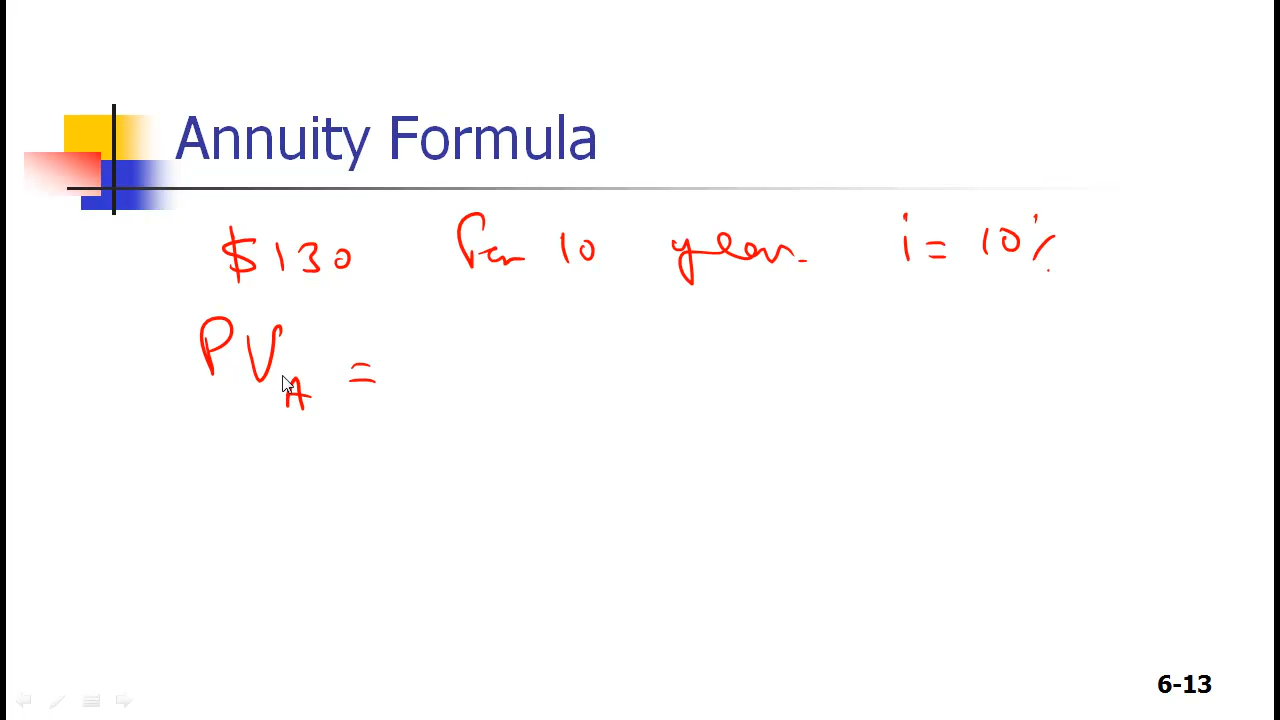 Annuity Formula
$130 for 10 year. i = 10%
PVA =
6-13